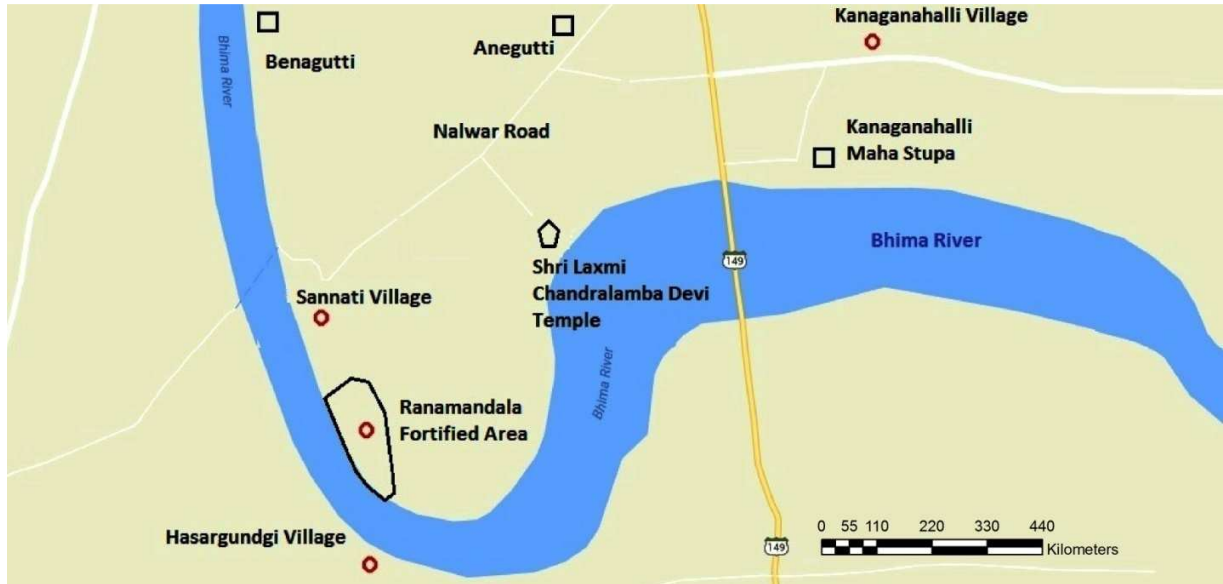 Kanaganahalli Village
Bhima River
Benagutti
Anegutti
Nalwar Road
Kanaganahalli
Maha Stupa
Bhima River
149
Shri Laxmi
Chandralamba Devi
Temple
Sannati Village
Bhima River
Ranamandala
Fortified Area
Hasargundgi Village
149
0 55 110 220 330 440
Kilometers